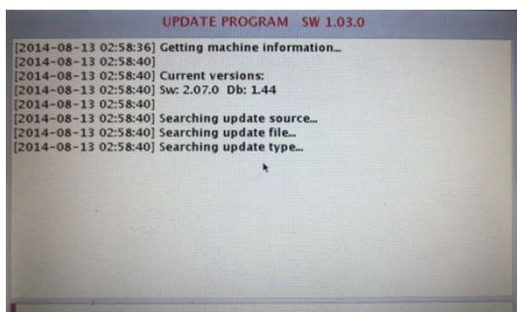 UPDATE PROGRAM SW 1.03.0
[2014-08-13 02:58:36] Getting machine information...
[2014-08-13 02:58:40]
[2014-08-13 02:58:40] Current versions:
[2014-08-13 02:58:40] Sw: 2.07.0 Db: 1.44
[2014-08-13 02:58:40]
[2014-08-13 02:58:40] Searching update source...
[2014-08-13 02:58:40] Searching update file...
[2014-08-13 02:58:40] Searching update type...